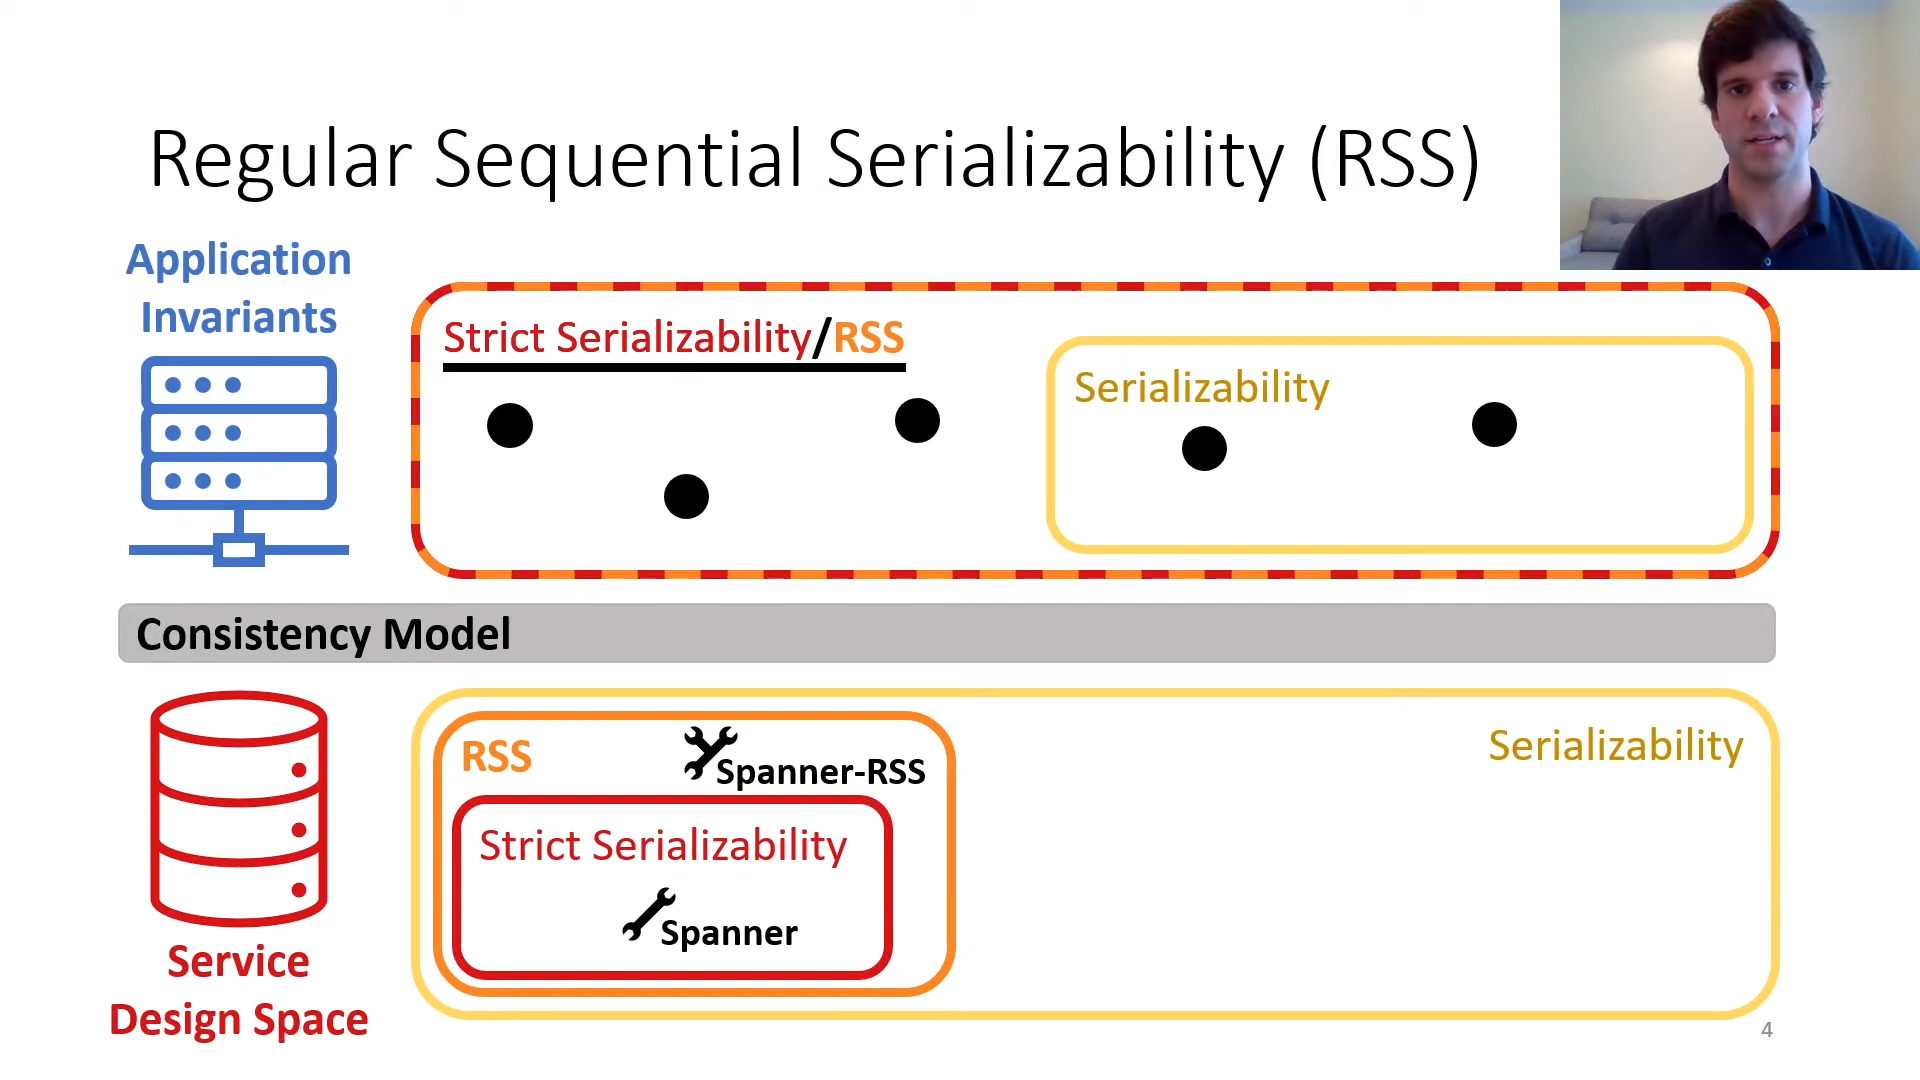 Regular Sequential Serializability (RSS)
Application
Invariants
Strict Serializability/RSS
Serializability
Consistency Model
RSS
Spanner-RSS
Serializability
Strict Serializability
Spanner
Service
Design Space
4